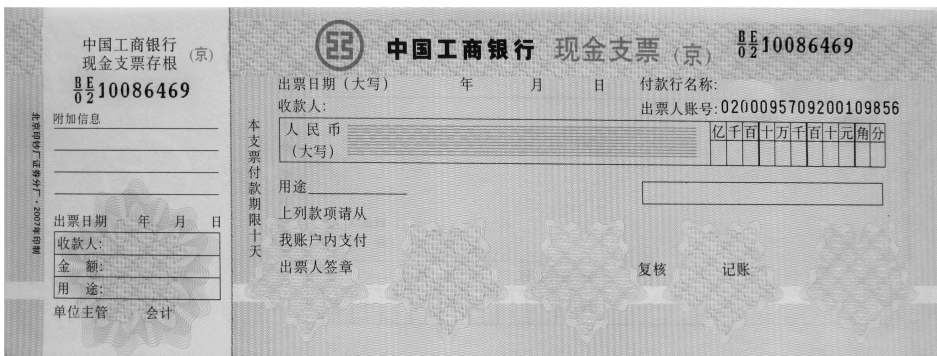 中国工商银行
现金支票存根 (京)
BE
02 10086469
附加信息
出票日期 年 月 日
收款人:
金 额:
用 途:
单位主管 会计
北京印钞厂证券分厂·2007年印制
本支票付款期限十天
中国工商银行 现金支票 (京) BE
02 10086469
出票日期(大写) 年 月 日 付款行名称:
收款人: 出票人账号:0200095709200109856
人民币
(大写)
亿千百十万千百十元角分
用途
上列款项请从
我账户内支付
出票人签章 复核 记账